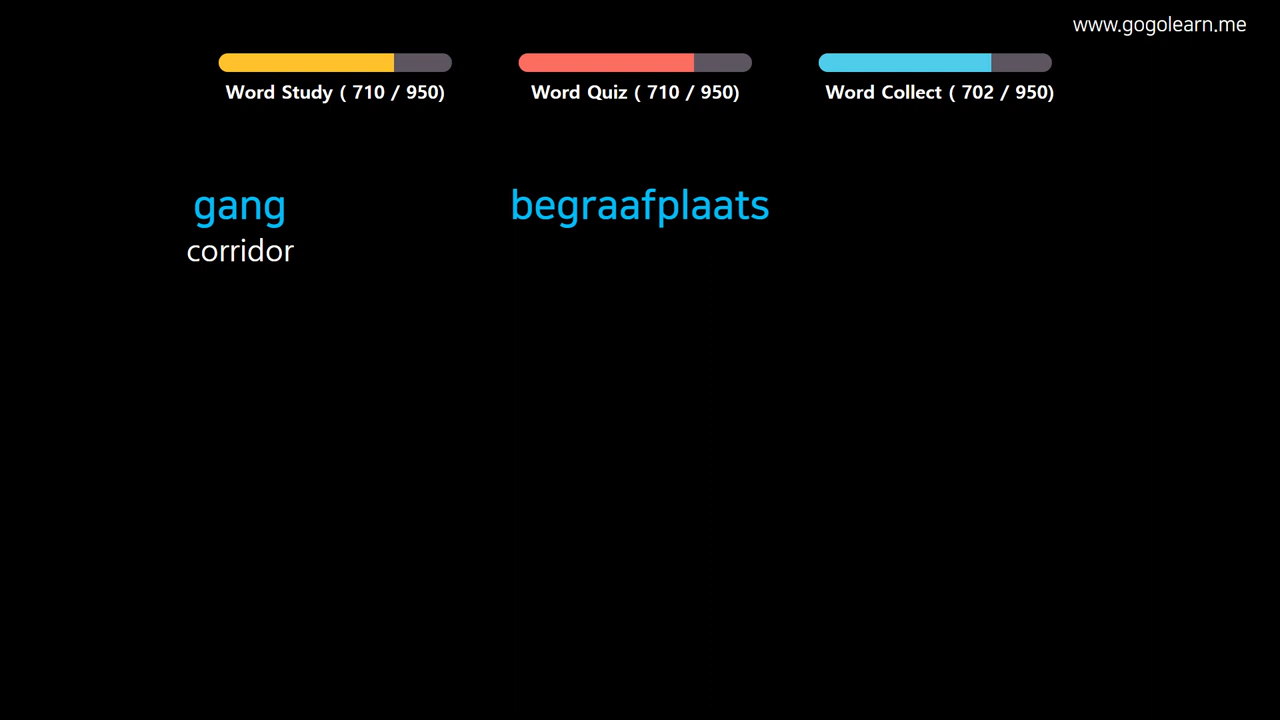 www.gogolearn.me
Word Study ( 710 / 950)
Word Quiz ( 710 / 950)
Word Collect ( 702 / 950)
gang
corridor
begraafplaats